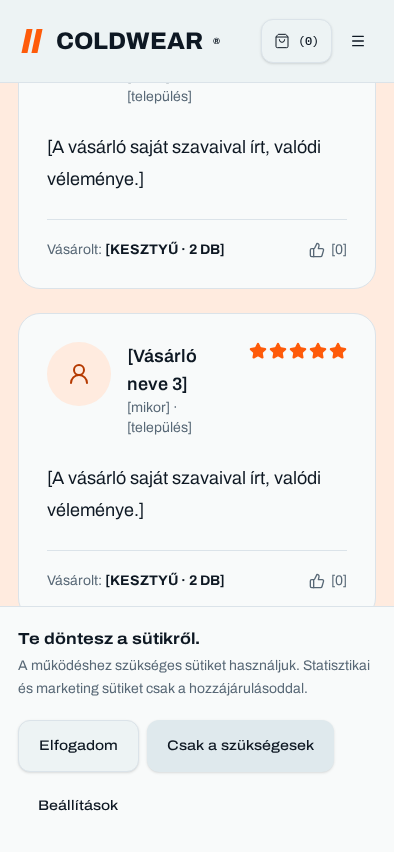 COLDWEAR ®
(0)
[település]
[A vásárló saját szavaival írt, valódi
véleménye.]
Vásárolt: [KESZTYŰ · 2 DB]
[0]
[Vásárló
neve 3]
[mikor] ·
[település]
[A vásárló saját szavaival írt, valódi
véleménye.]
Vásárolt: [KESZTYŰ · 2 DB]
[0]
Te döntesz a sütikről.
A működéshez szükséges sütiket használjuk. Statisztikai
és marketing sütiket csak a hozzájárulásoddal.
Elfogadom
Csak a szükségesek
Beállítások